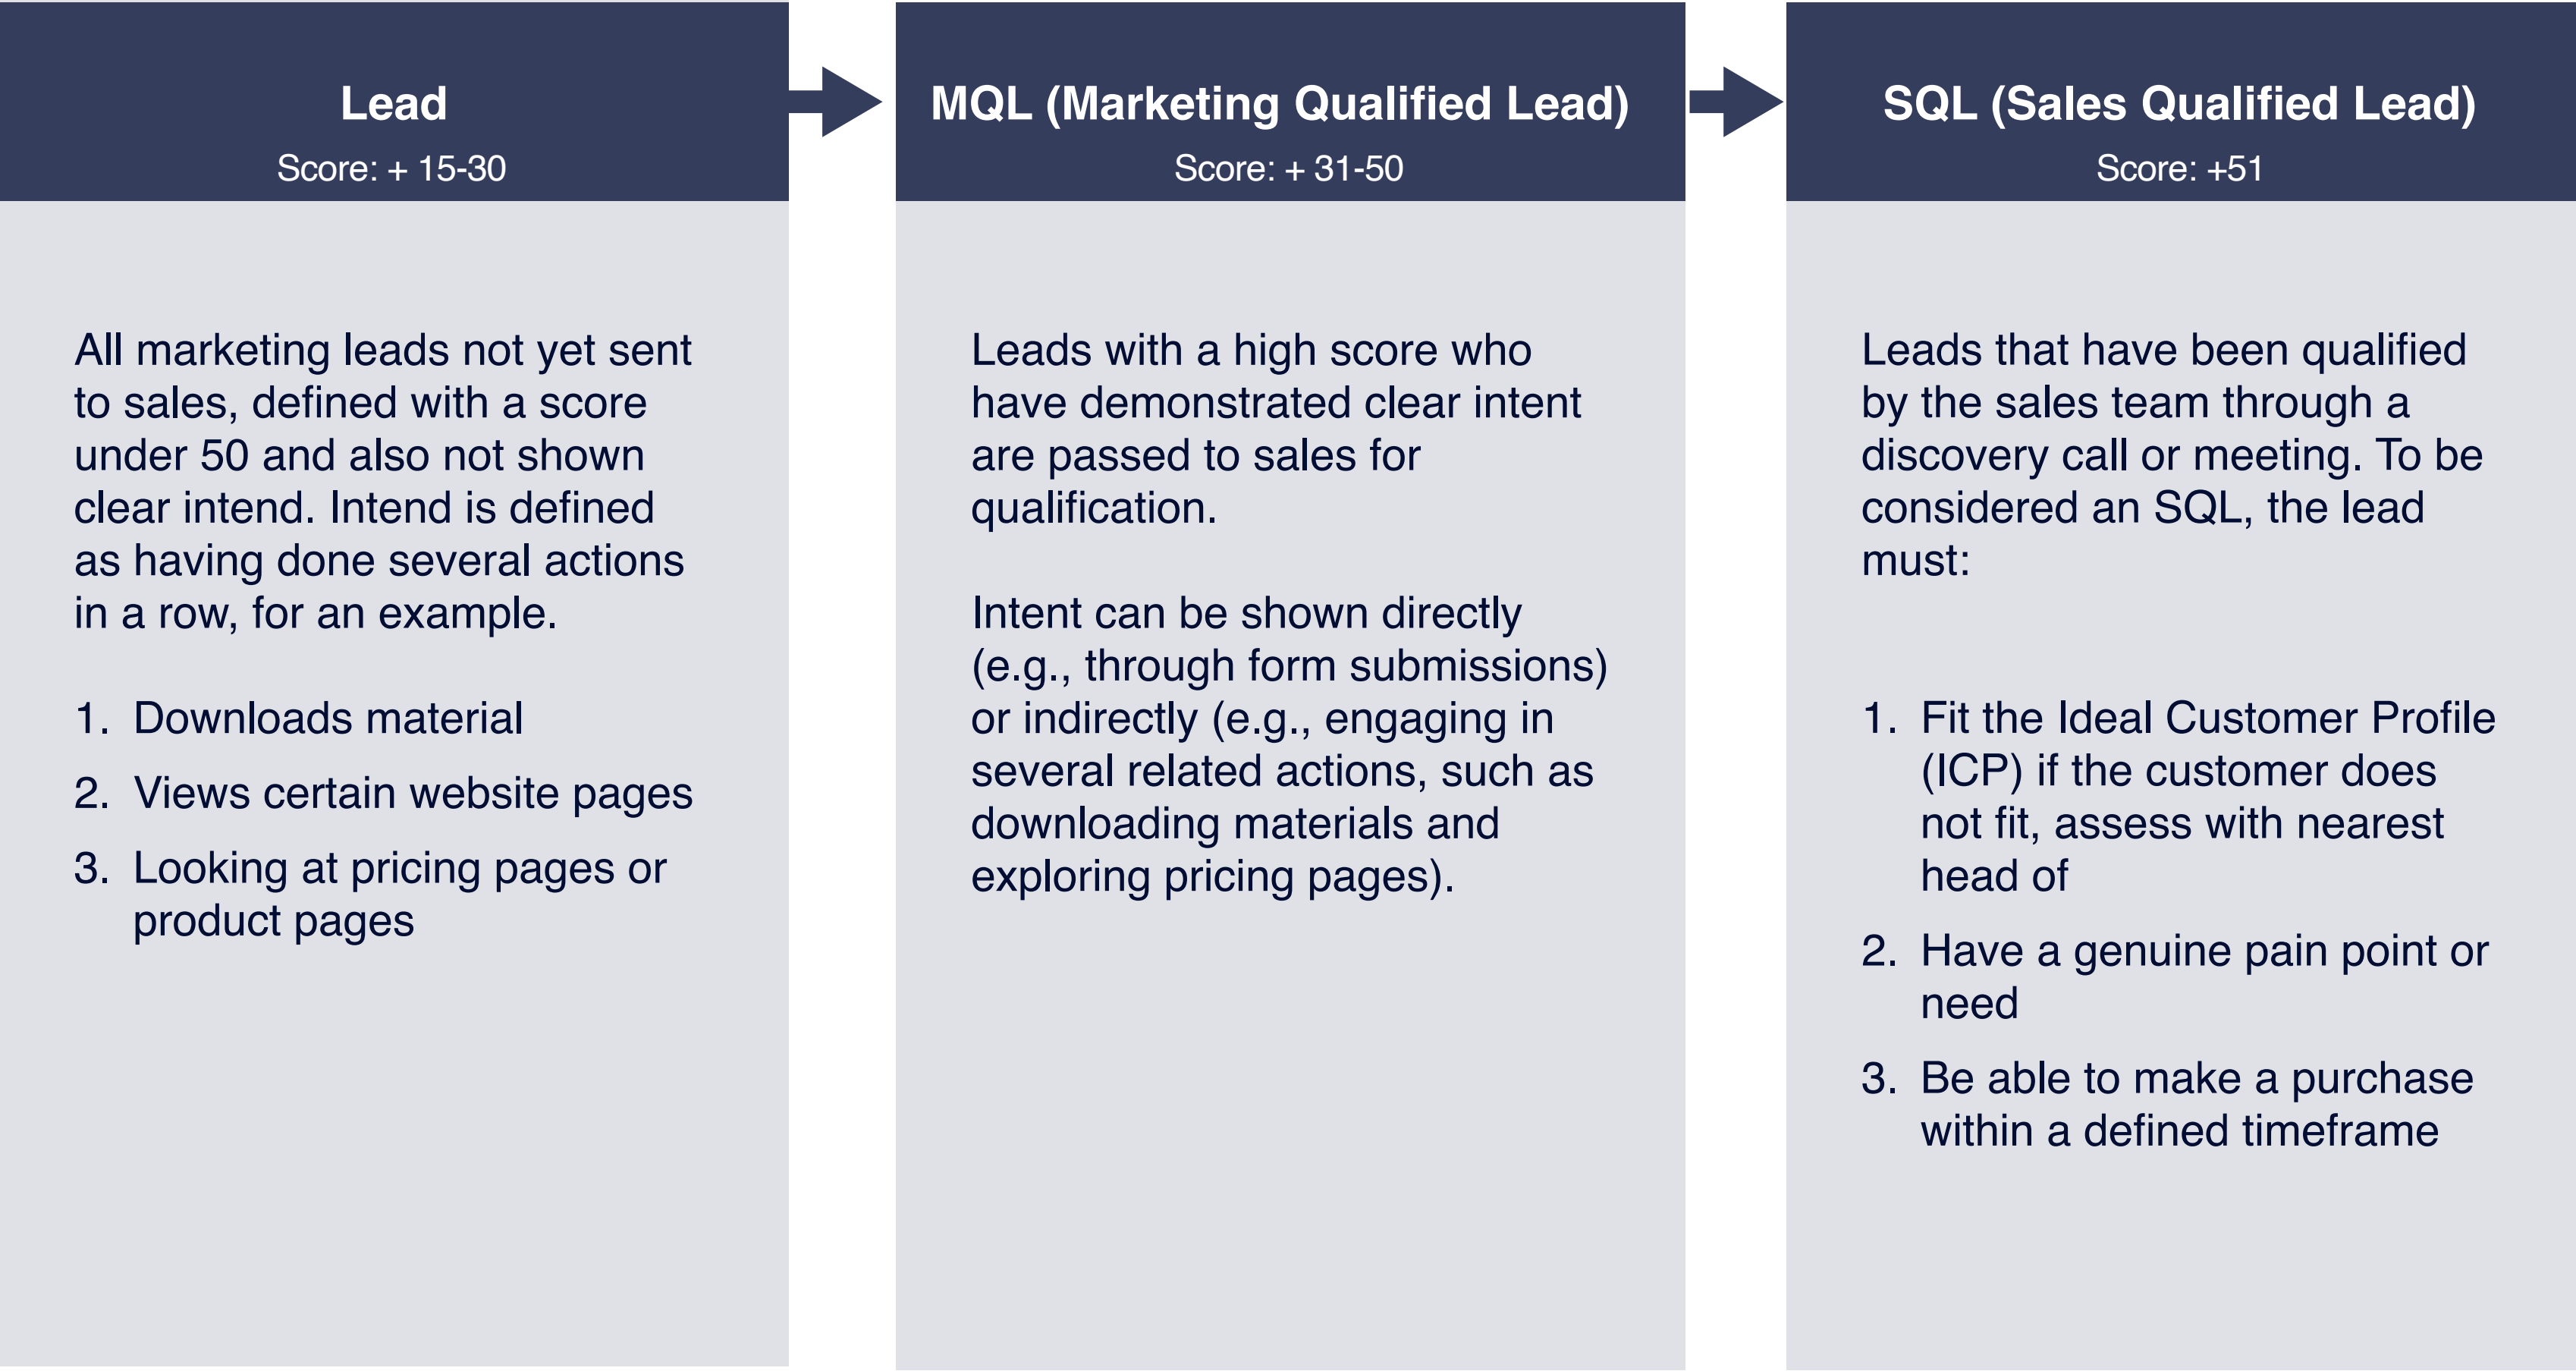 Lead
Score: + 15-30
All marketing leads not yet sent
to sales, defined with a score
under 50 and also not shown
clear intend. Intend is defined
as having done several actions
in a row, for an example.
1. Downloads material
2. Views certain website pages
3. Looking at pricing pages or
product pages
MQL (Marketing Qualified Lead)
Score: + 31-50
Leads with a high score who
have demonstrated clear intent
are passed to sales for
qualification.
Intent can be shown directly
(e.g., through form submissions)
or indirectly (e.g., engaging in
several related actions, such as
downloading materials and
exploring pricing pages).
SQL (Sales Qualified Lead)
Score: +51
Leads that have been qualified
by the sales team through a
discovery call or meeting. To be
considered an SQL, the lead
must:
1. Fit the Ideal Customer Profile
(ICP) if the customer does
not fit, assess with nearest
head of
2. Have a genuine pain point or
need
3. Be able to make a purchase
within a defined timeframe